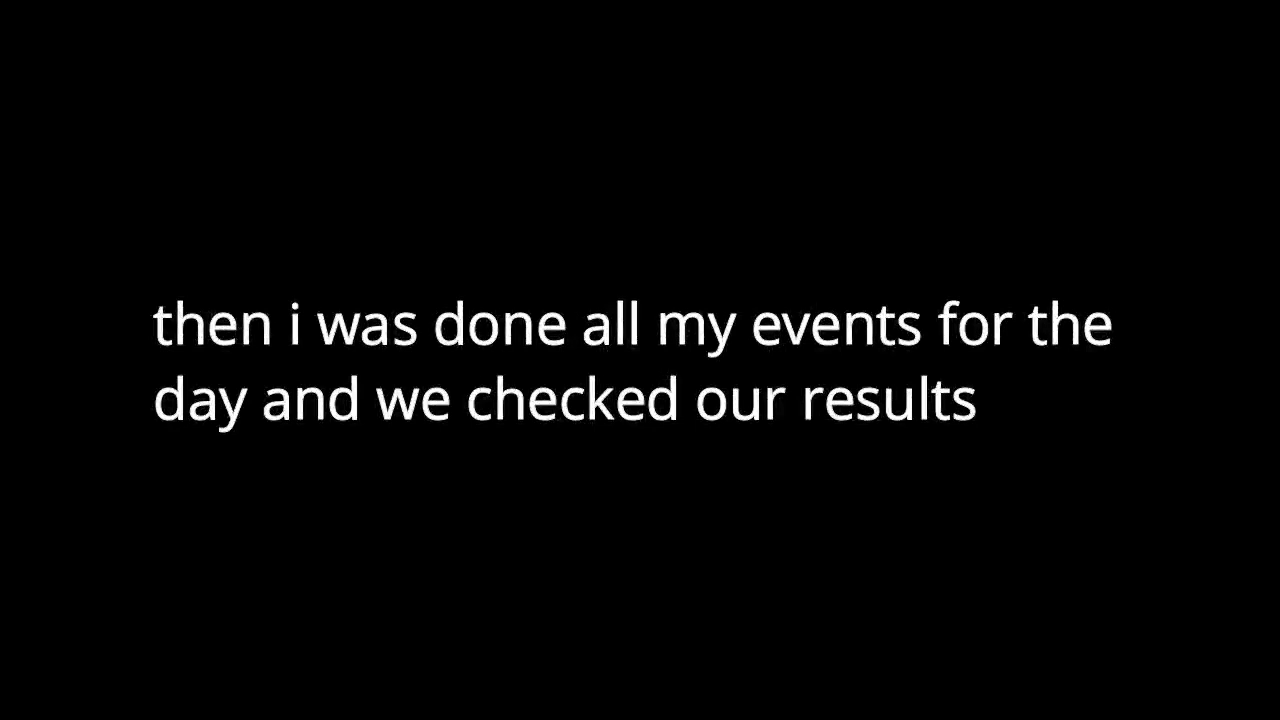 then i was done all my events for the
day and we checked our results